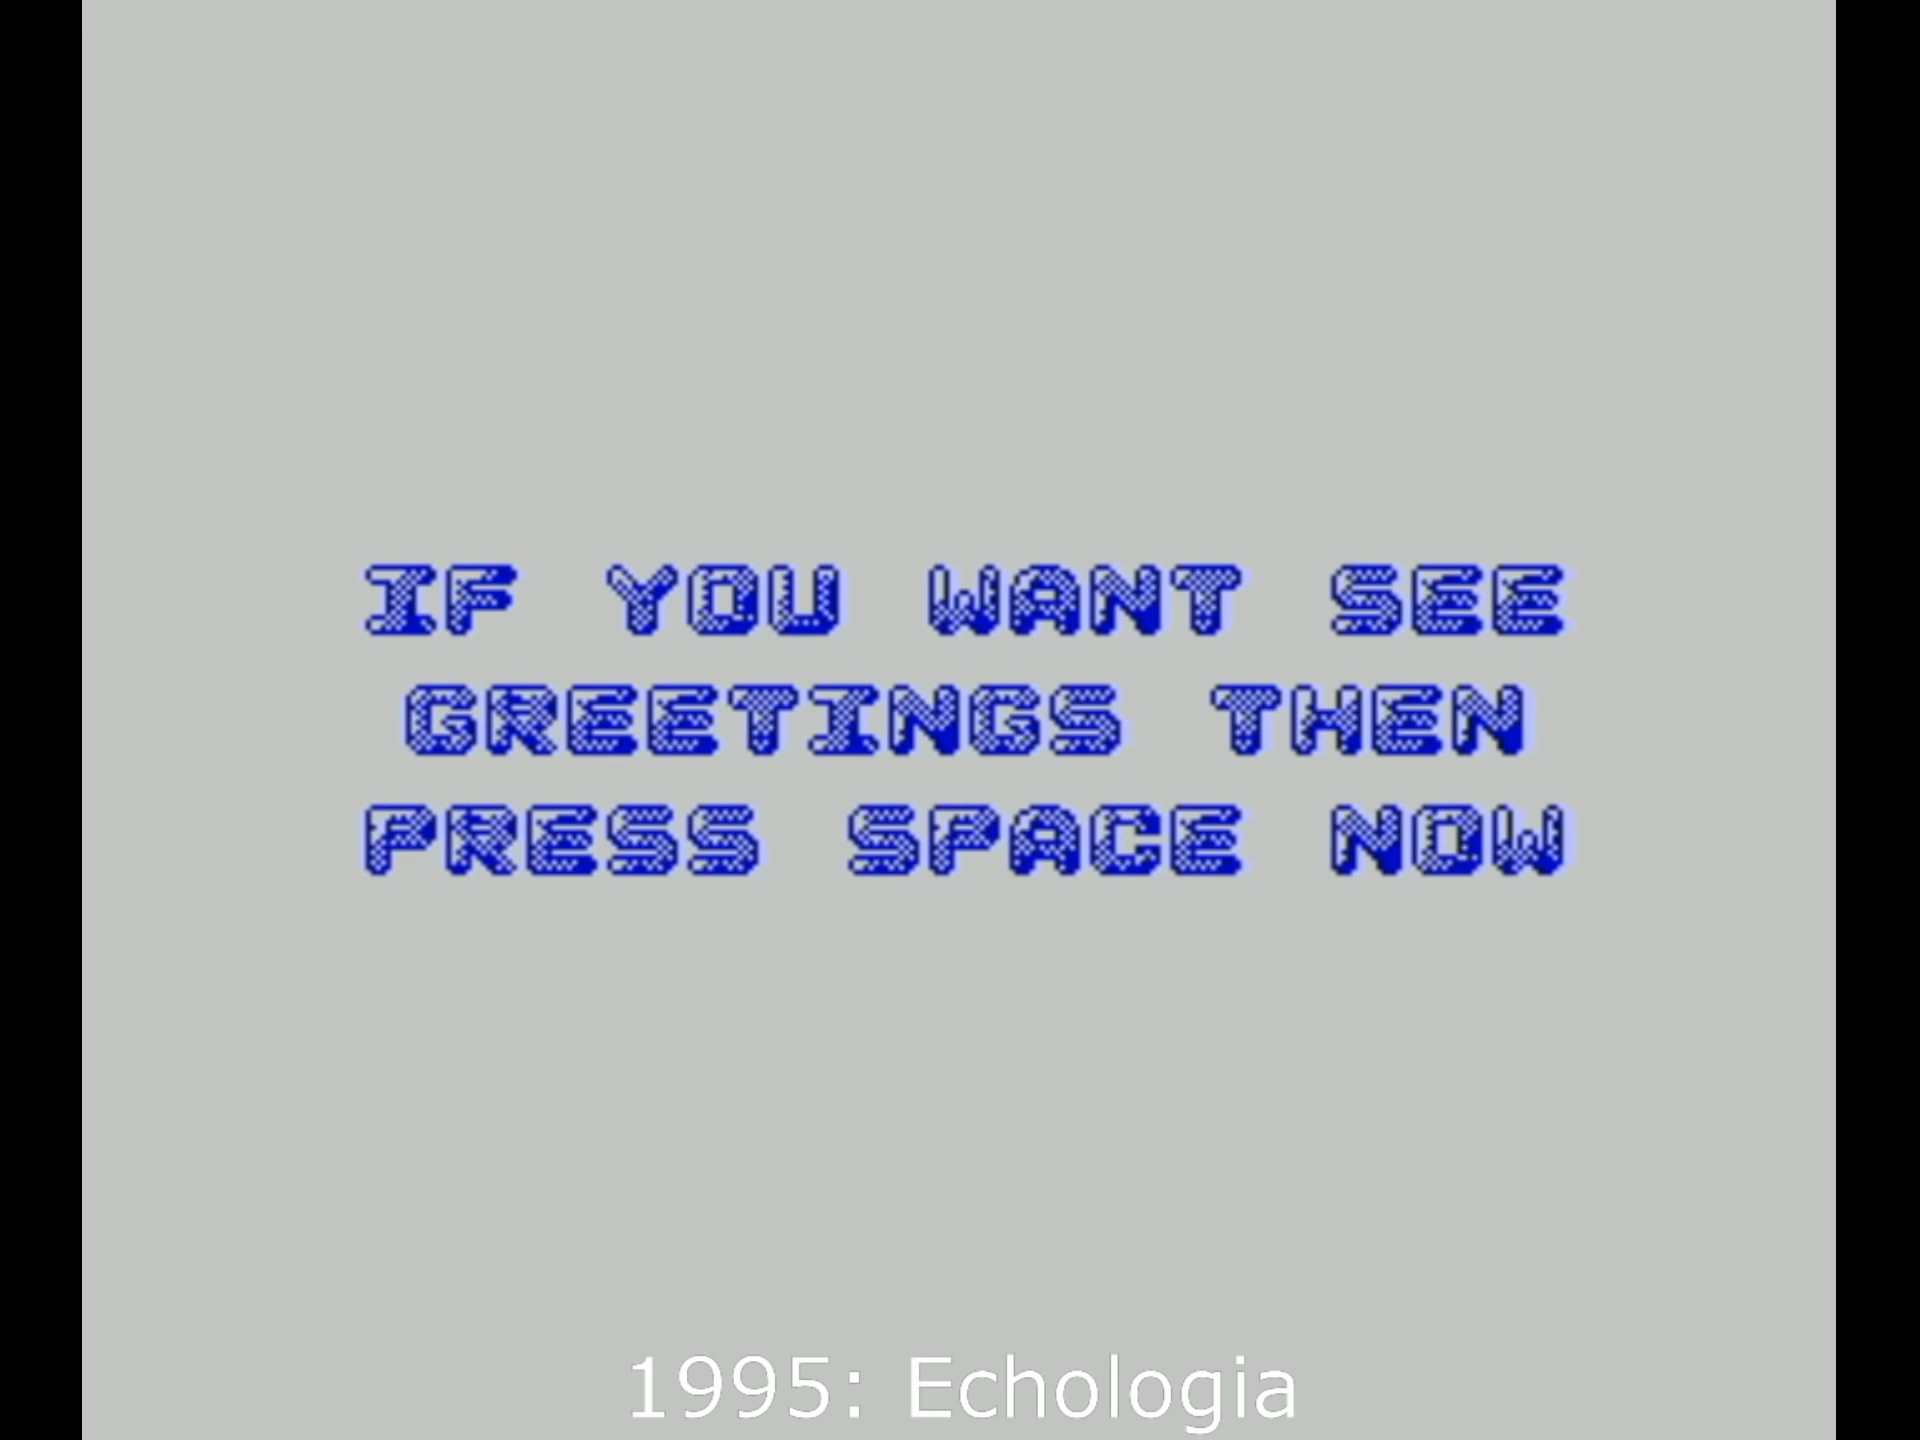 IF YOU WANT SEE
GREETINGS THEN
PRESS SPACE NOW
1995: Echologia